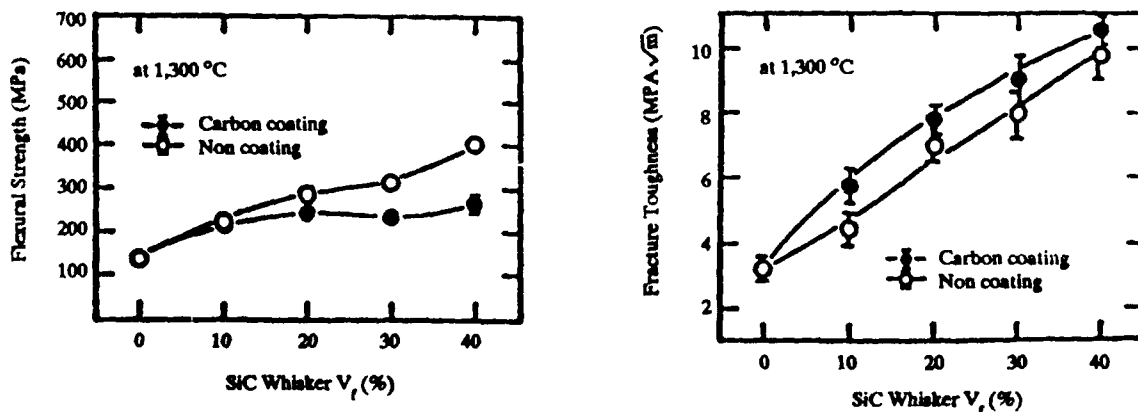 Flexural Strength (MPa)
700
600
500
400
300
200
100
at 1,300 °C
Carbon coating
Non coating
0 10 20 30 40
SiC Whisker V_f (%)
Fracture Toughness (MPA √m)
10
8
6
4
2
at 1,300 °C
Carbon coating
Non coating
0 10 20 30 40
SiC Whisker V_f (%)